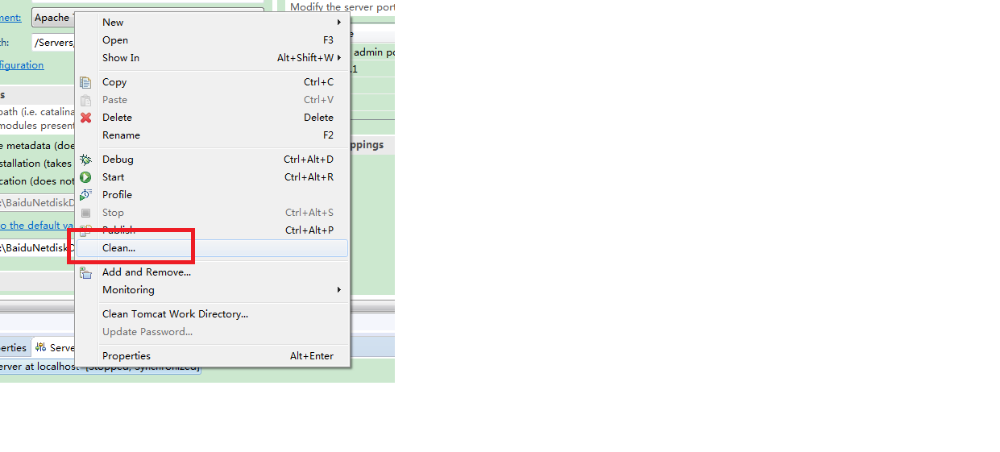 ment:
Apache
Modify the server port
th:
/Servers,
e
admin po
.1
figuration
s
path (i.e. catalina
modules present
e metadata (doe
stallation (takes
cation (does not
:\BaiduNetdiskD
o the default va
:\BaiduNetdiskD
ppings
New
Open F3
Show In Alt+Shift+W
Copy Ctrl+C
Paste Ctrl+V
Delete Delete
Rename F2
Debug Ctrl+Alt+D
Start Ctrl+Alt+R
Profile
Stop Ctrl+Alt+S
Publish Ctrl+Alt+P
Clean...
Add and Remove...
Monitoring
Clean Tomcat Work Directory...
Update Password...
Properties Alt+Enter
erties
Serve
erver at localhost [Stopped, Synchronized]